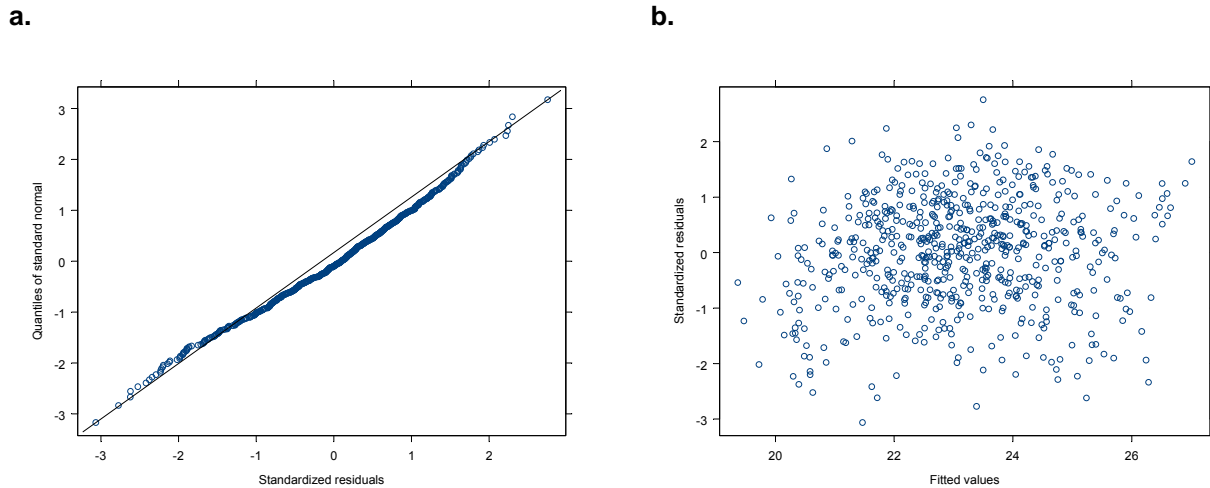 a.
3
2
1
0
-1
-2
-3
Quantiles of standard normal
-3 -2 -1 0 1 2
Standardized residuals
b.
2
1
0
-1
-2
-3
Standardized residuals
20 22 24 26
Fitted values